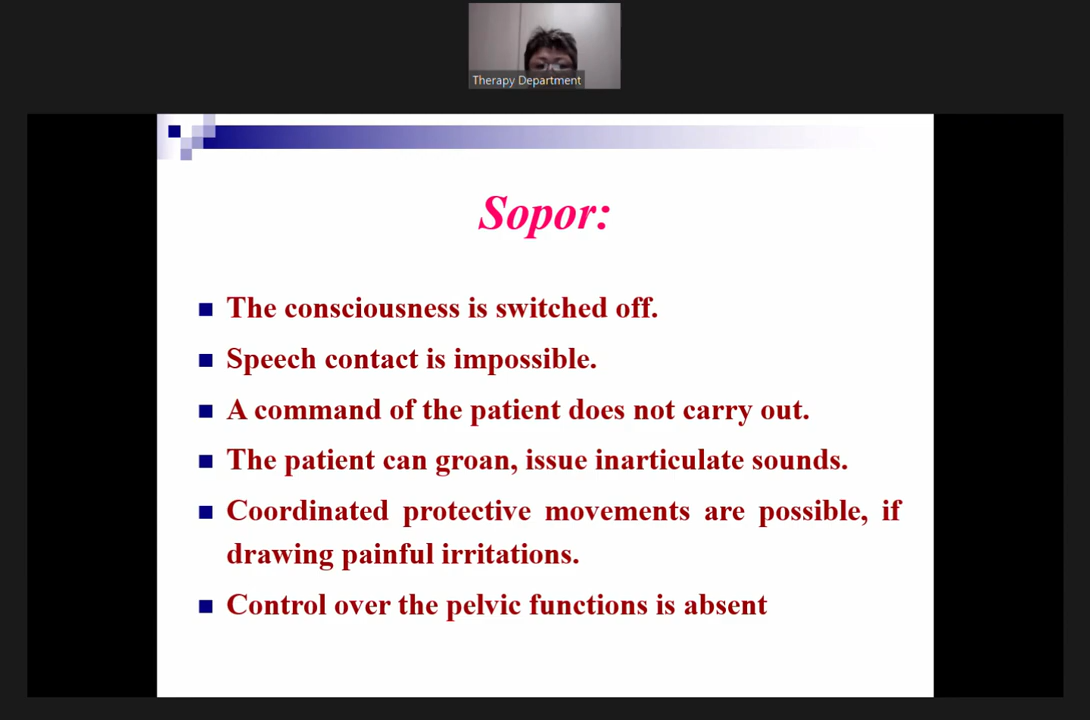 Therapy Department
Sopor:
The consciousness is switched off.
Speech contact is impossible.
A command of the patient does not carry out.
The patient can groan, issue inarticulate sounds.
Coordinated protective movements are possible, if
drawing painful irritations.
Control over the pelvic functions is absent